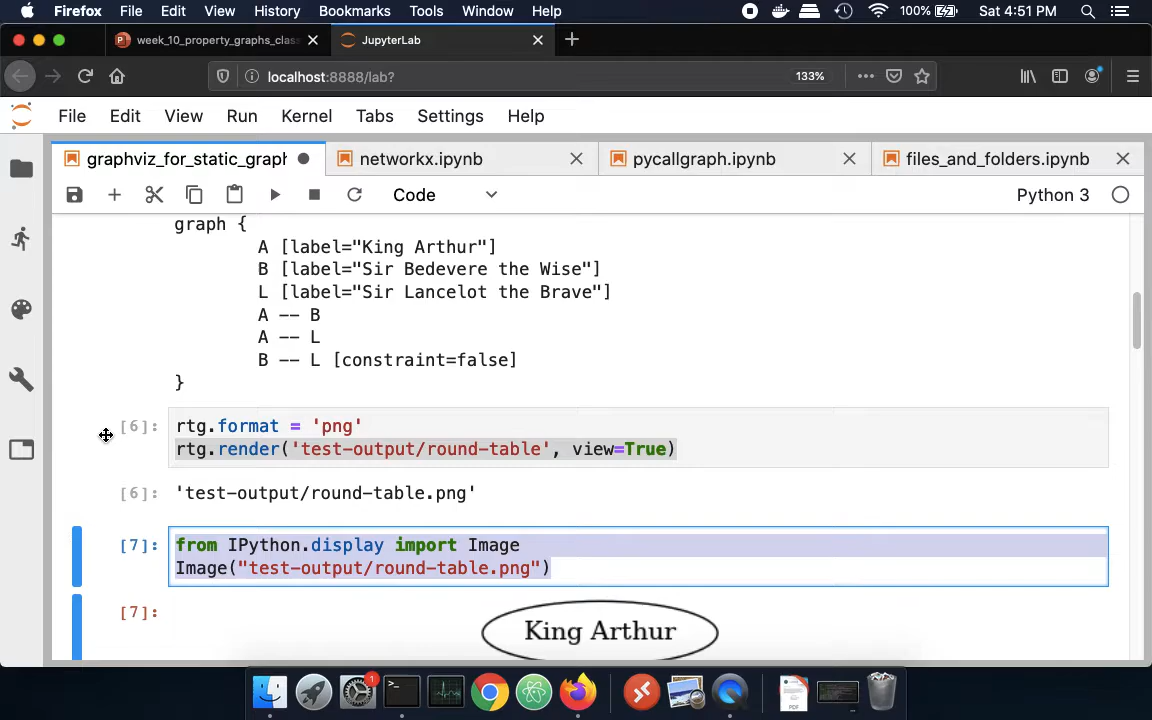 Firefox File Edit View History Bookmarks Tools Window Help 100% Sat 4:51 PM
week_10_property_graphs_clas
JupyterLab
localhost:8888/lab?
133%
File Edit View Run Kernel Tabs Settings Help
graphviz_for_static_graph
networkx.ipynb
pycallgraph.ipynb
files_and_folders.ipynb
Code
Python 3
graph {
A [label="King Arthur"]
B [label="Sir Bedevere the Wise"]
L [label="Sir Lancelot the Brave"]
A -- B
A -- L
B -- L [constraint=false]
}
[6]: rtg.format = 'png'
rtg.render('test-output/round-table', view=True)
[6]: 'test-output/round-table.png'
[7]: from IPython.display import Image
Image("test-output/round-table.png")
[7]:
King Arthur
1
PDF